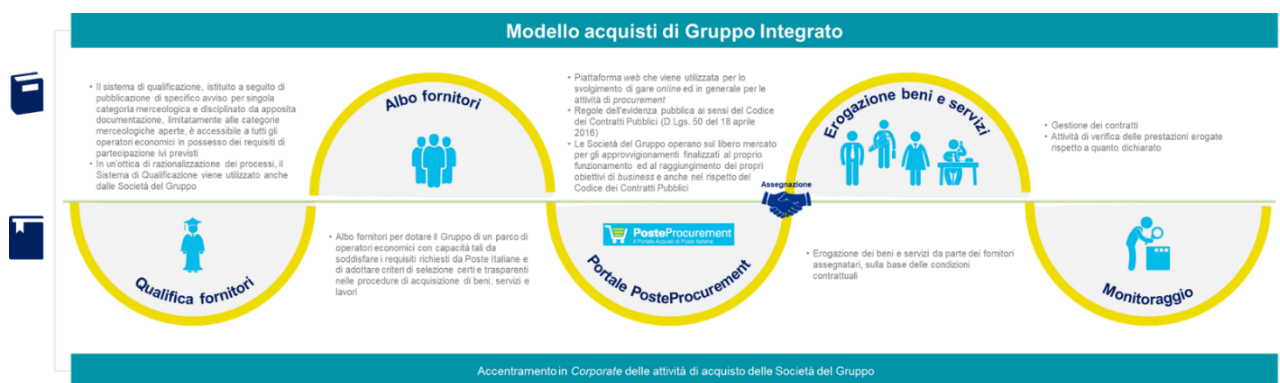 Modello acquisti di Gruppo Integrato
• Il sistema di qualificazione, istituito a seguito di
pubblicazione di specifico avviso per singola
categoria merceologica e disciplinato da apposita
documentazione, limitatamente alle categorie
merceologiche aperte, è accessibile a tutti gli
operatori economici in possesso dei requisiti di
partecipazione ivi previsti
• In un'ottica di razionalizzazione dei processi, il
Sistema di Qualificazione viene utilizzato anche
dalle Società del Gruppo
Qualifica fornitori
Albo fornitori
• Albo fornitori per dotare il Gruppo di un parco di
operatori economici con capacità tali da
soddisfare i requisiti richiesti da Poste Italiane e
di adottare criteri di selezione certi e trasparenti
nelle procedure di acquisizione di beni, servizi e
lavori
• Piattaforma web che viene utilizzata per lo
svolgimento di gare online ed in generale per le
attività di procurement
• Regole dell'evidenza pubblica ai sensi del Codice
dei Contratti Pubblici (D.Lgs. 50 del 18 aprile
2016)
• Le Società del Gruppo operano sul libero mercato
per gli approvvigionamenti finalizzati al proprio
funzionamento ed al raggiungimento dei propri
obiettivi di business e anche nel rispetto del
Codice dei Contratti Pubblici
PosteProcurement
Il Portale Acquisti di Poste Italiane
Portale PosteProcurement
Assegnazione
Erogazione beni e servizi
• Erogazione dei beni e servizi da parte dei fornitori
assegnatari, sulla base delle condizioni
contrattuali
• Gestione dei contratti
• Attività di verifica delle prestazioni erogate
rispetto a quanto dichiarato
Monitoraggio
Accentramento in Corporate delle attività di acquisto delle Società del Gruppo